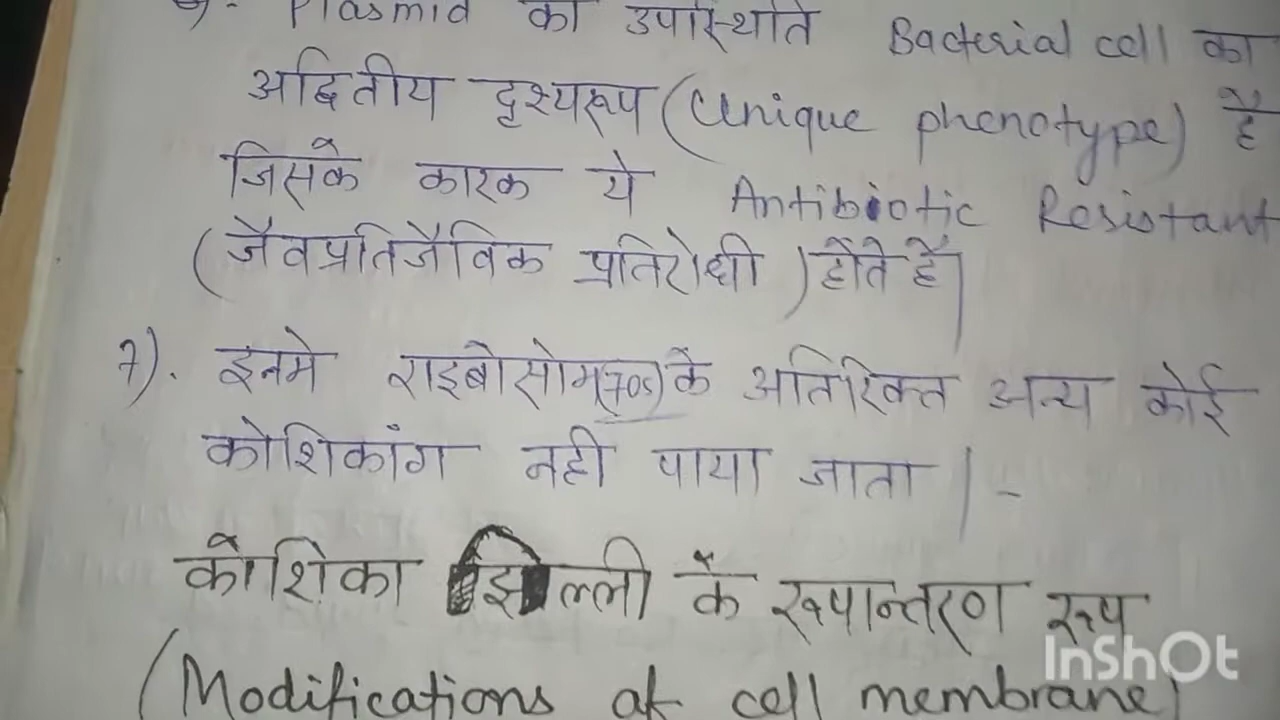 Plasmid की उपस्थिति Bacterial cell का
अद्वितीय दृश्यरूप (Unique phenotype) है
जिसके कारक ये Antibiotic Resistant
(जैवप्रतिजैविक प्रतिरोधी) होते हैं|
7). इनमे राइबोसोम(70s) के अतिरिक्त अन्य कोई
कोशिकांग नही पाया जाता |-
कोशिका झिल्ली के रूपान्तरण रूप
(Modifications of cell membrane)
InShOt